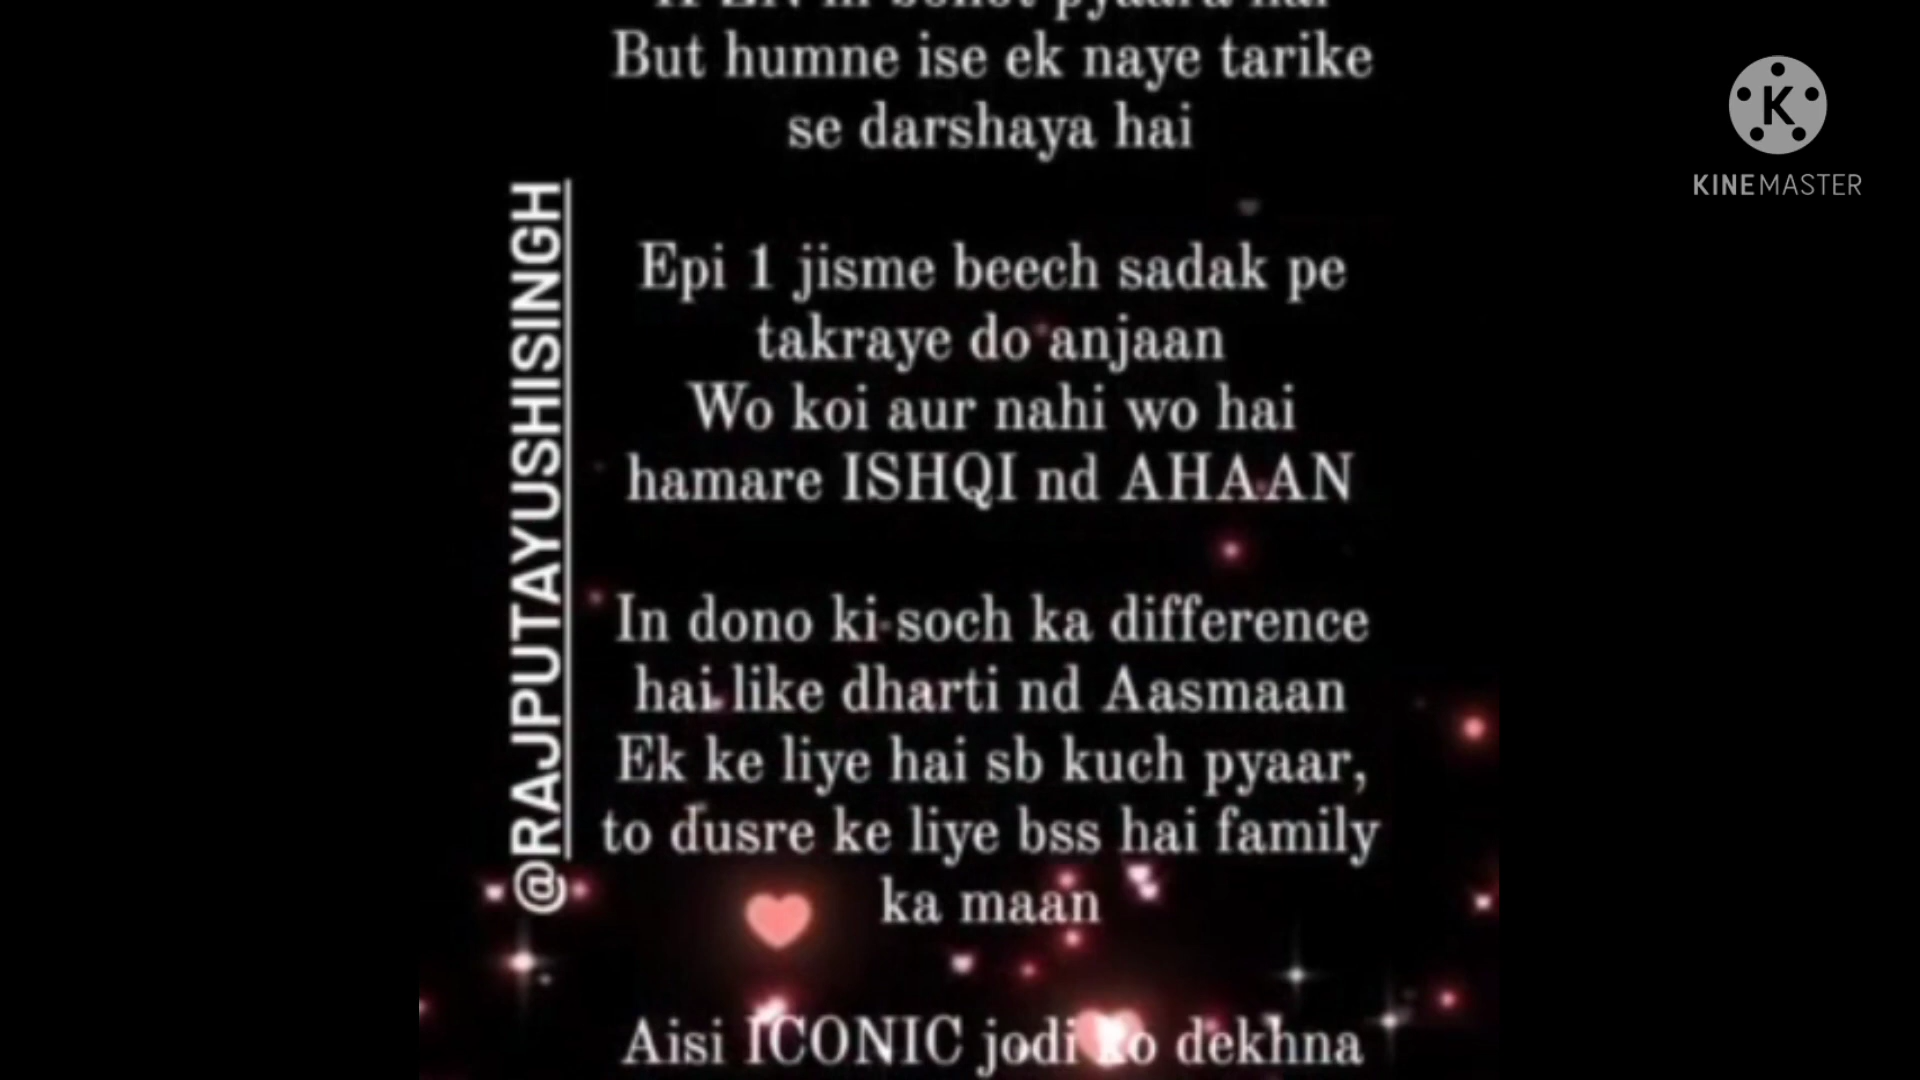 bohot pyaara hai
But humne ise ek naye tarike
se darshaya hai
Epi 1 jisme beech sadak pe
takraye do anjaan
Wo koi aur nahi wo hai
hamare ISHQI nd AHAAN
In dono ki soch ka difference
hai like dharti nd Aasmaan
Ek ke liye hai sb kuch pyaar,
to dusre ke liye bss hai family
ka maan
Aisi ICONIC jodi ko dekhna
@RAJPUTAYUSHISINGH
K
KINEMASTER